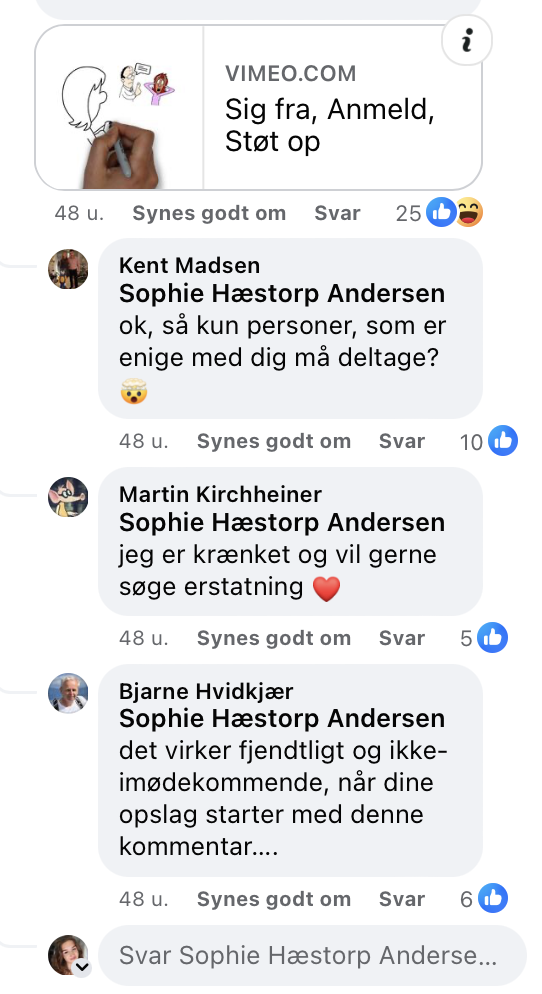 VIMEO.COM
Sig fra, Anmeld,
Støt op
48 u. Synes godt om Svar 25
Kent Madsen
Sophie Hæstorp Andersen
ok, så kun personer, som er
enige med dig må deltage?
🤯
48 u. Synes godt om Svar 10
Martin Kirchheiner
Sophie Hæstorp Andersen
jeg er krænket og vil gerne
søge erstatning ❤️
48 u. Synes godt om Svar 5
Bjarne Hvidkjær
Sophie Hæstorp Andersen
det virker fjendtligt og ikke-
imødekommende, når dine
opslag starter med denne
kommentar....
48 u. Synes godt om Svar 6
Svar Sophie Hæstorp Anderse...